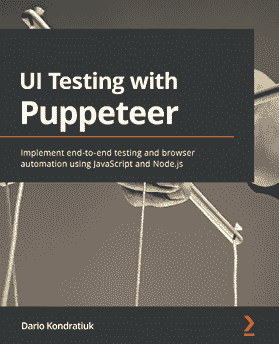 UI Testing with
Puppeteer
Implement end-to-end testing and browser
automation using JavaScript and Node.js
Dario Kondratiuk